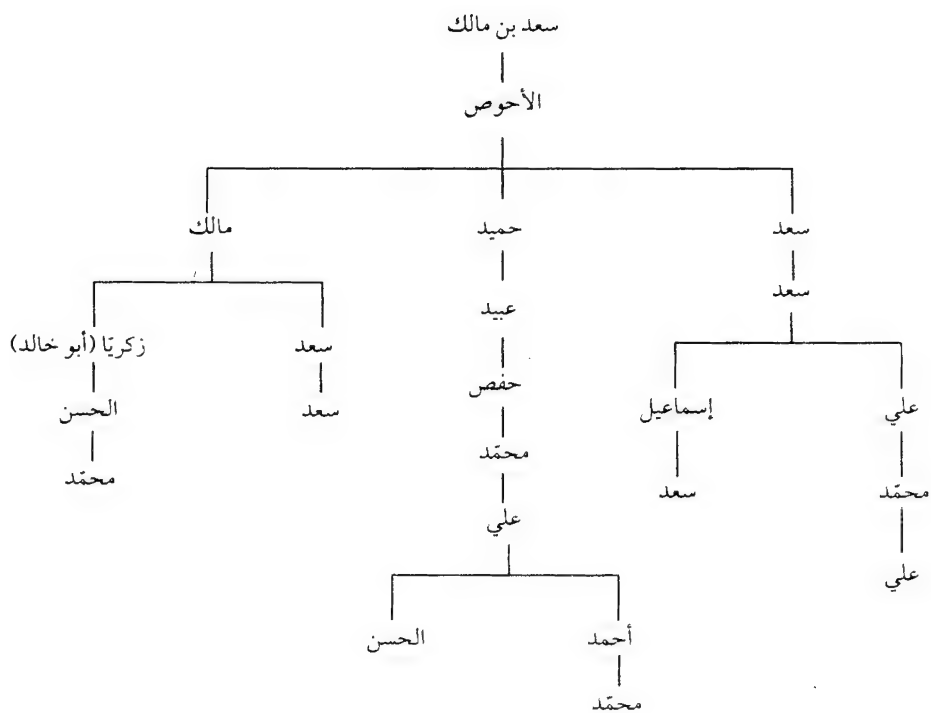 سعد بن مالك
الأحوص
سعد حميد مالك
سعد
عبيد
سعد زكريّا (أبو خالد)
حفص
علي إسماعيل سعد الحسن
محمّد
محمّد سعد محمّد
علي
علي
أحمد الحسن
محمّد